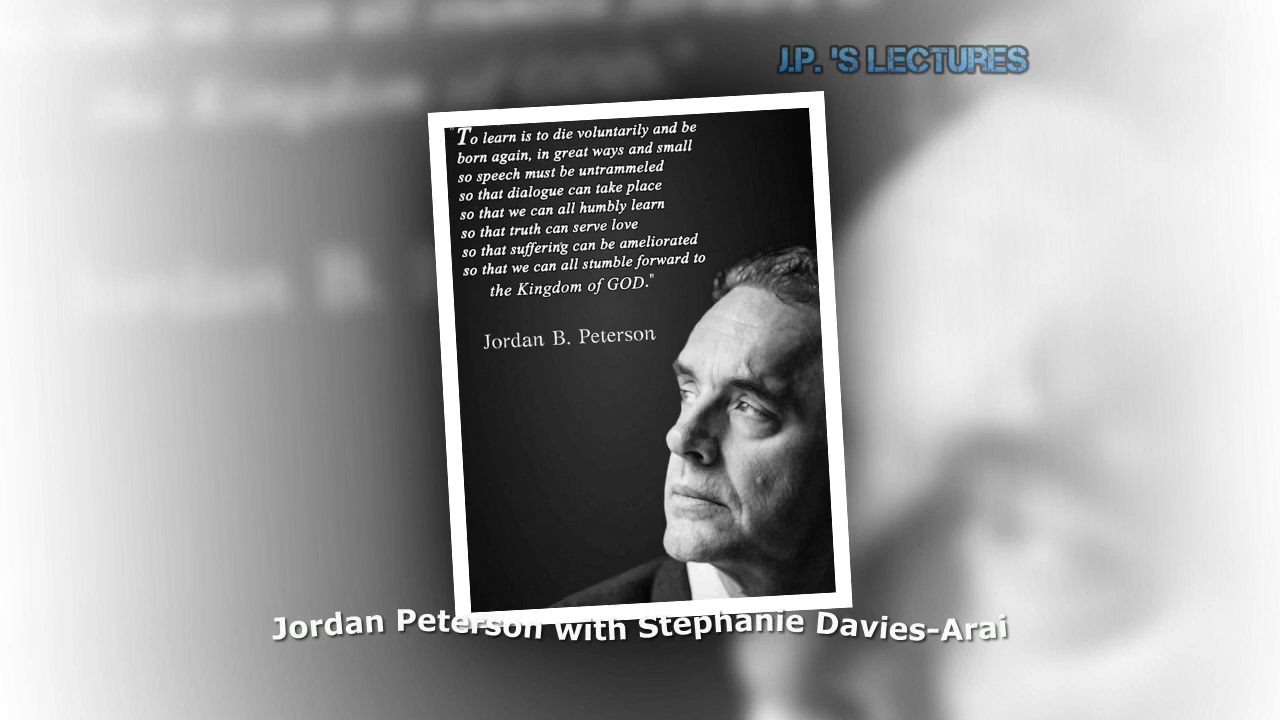 J.P. 'S LECTURES
"To learn is to die voluntarily and be
born again, in great ways and small
so speech must be untrammeled
so that dialogue can take place
so that we can all humbly learn
so that truth can serve love
so that suffering can be ameliorated
so that we can all stumble forward to
the Kingdom of GOD."
Jordan B. Peterson
Jordan Peterson with Stephanie Davies-Arai